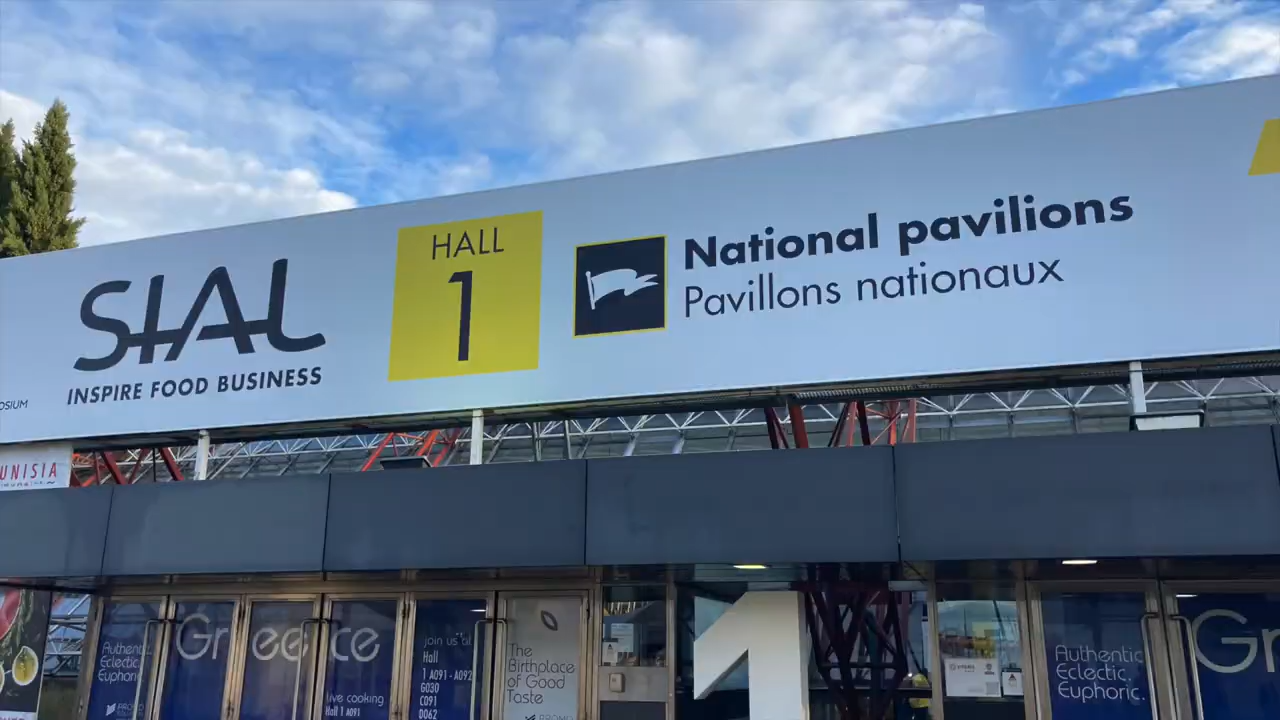 SIAL
INSPIRE FOOD BUSINESS
HALL
1
National pavilions
Pavillons nationaux
Authentic.
Eclectic.
Euphoric.
Greece
live cooking
Hall 1 A091
join us at
Hall
1 A091 - A092
G030
C091
D062
The
Birthplace
of Good
Taste
1
Authentic.
Eclectic.
Euphoric.
Gr